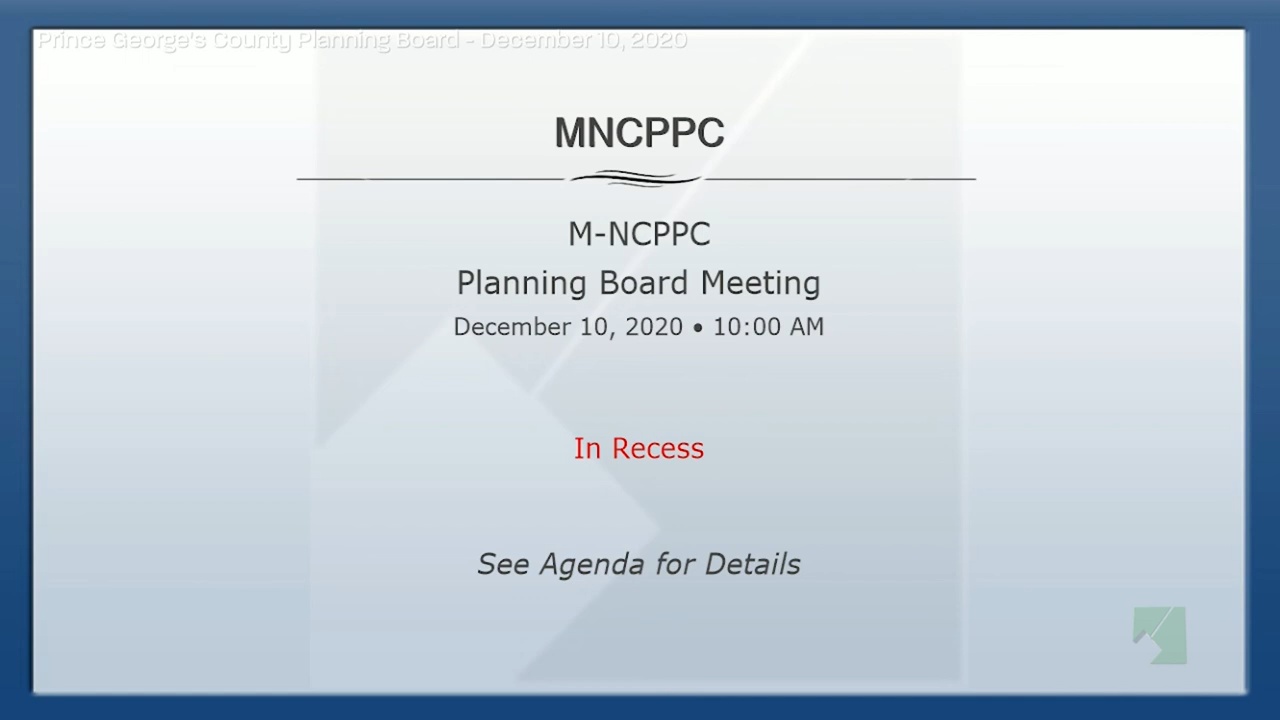 Prince George's County Planning Board - December 10, 2020
MNCPPC
M-NCPPC
Planning Board Meeting
December 10, 2020 • 10:00 AM
In Recess
See Agenda for Details